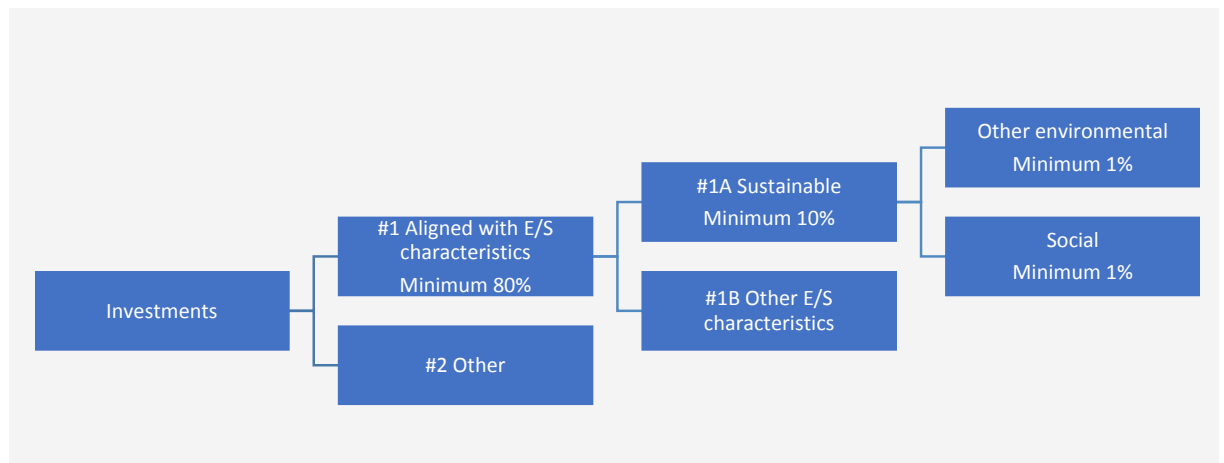 Investments
#1 Aligned with E/S
characteristics
Minimum 80%
#2 Other
#1A Sustainable
Minimum 10%
#1B Other E/S
characteristics
Other environmental
Minimum 1%
Social
Minimum 1%